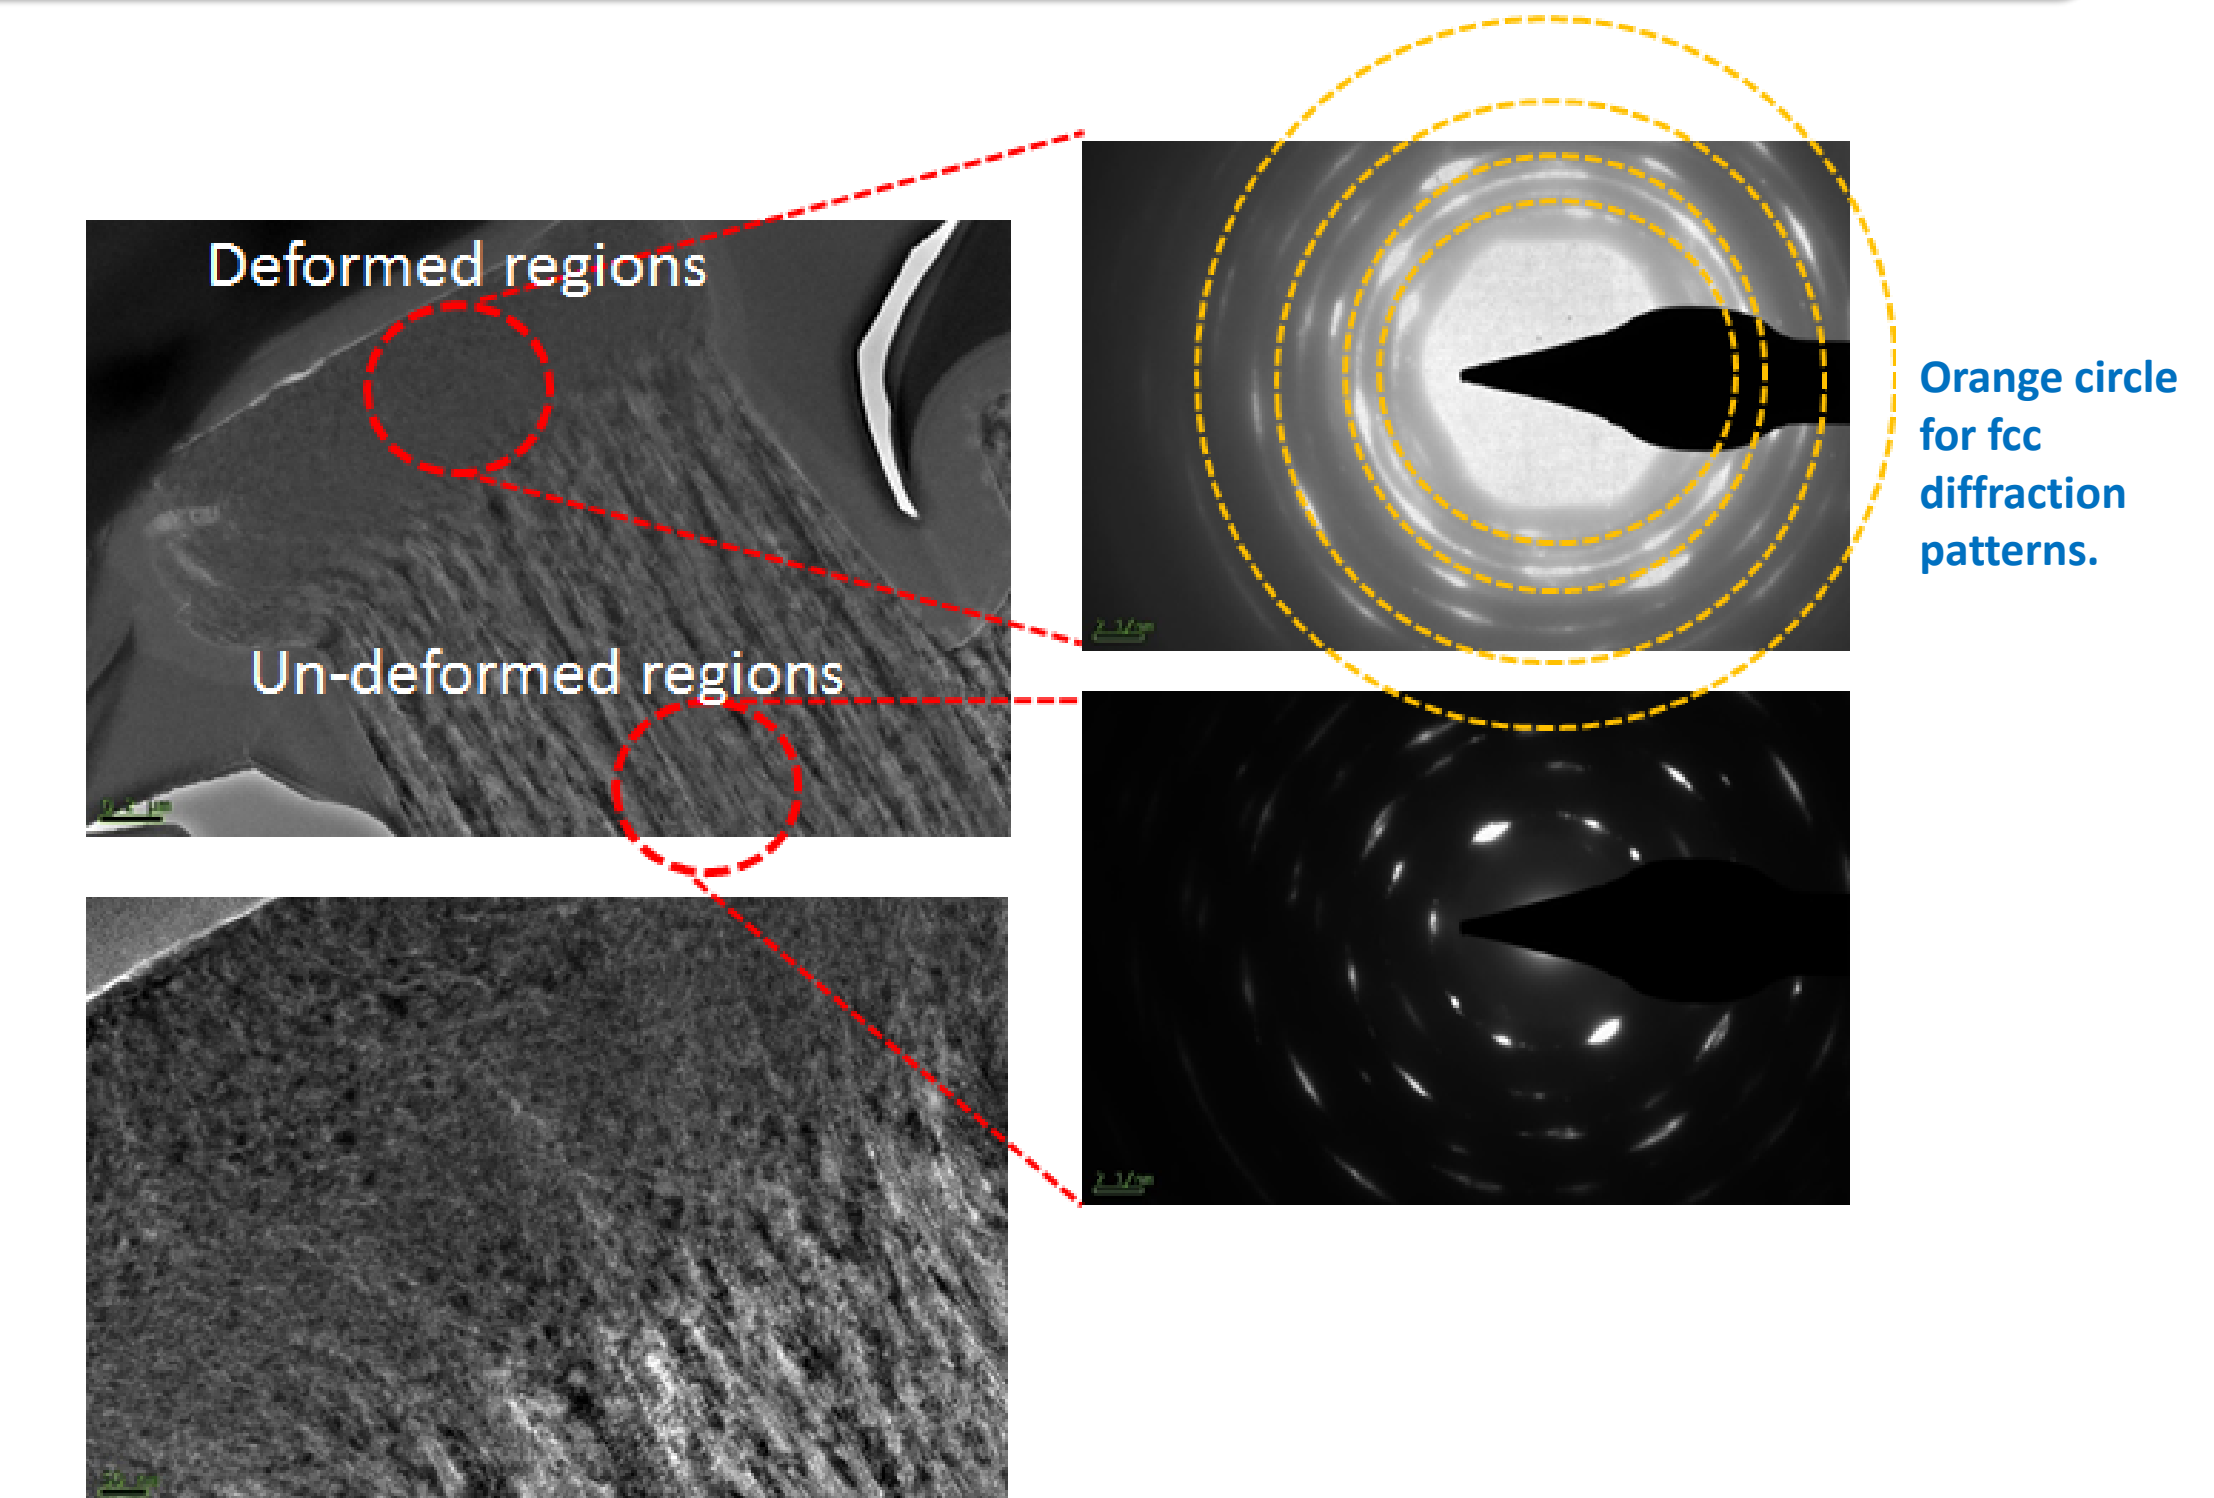 Deformed regions
Un-deformed regions
Orange circle
for fcc
diffraction
patterns.